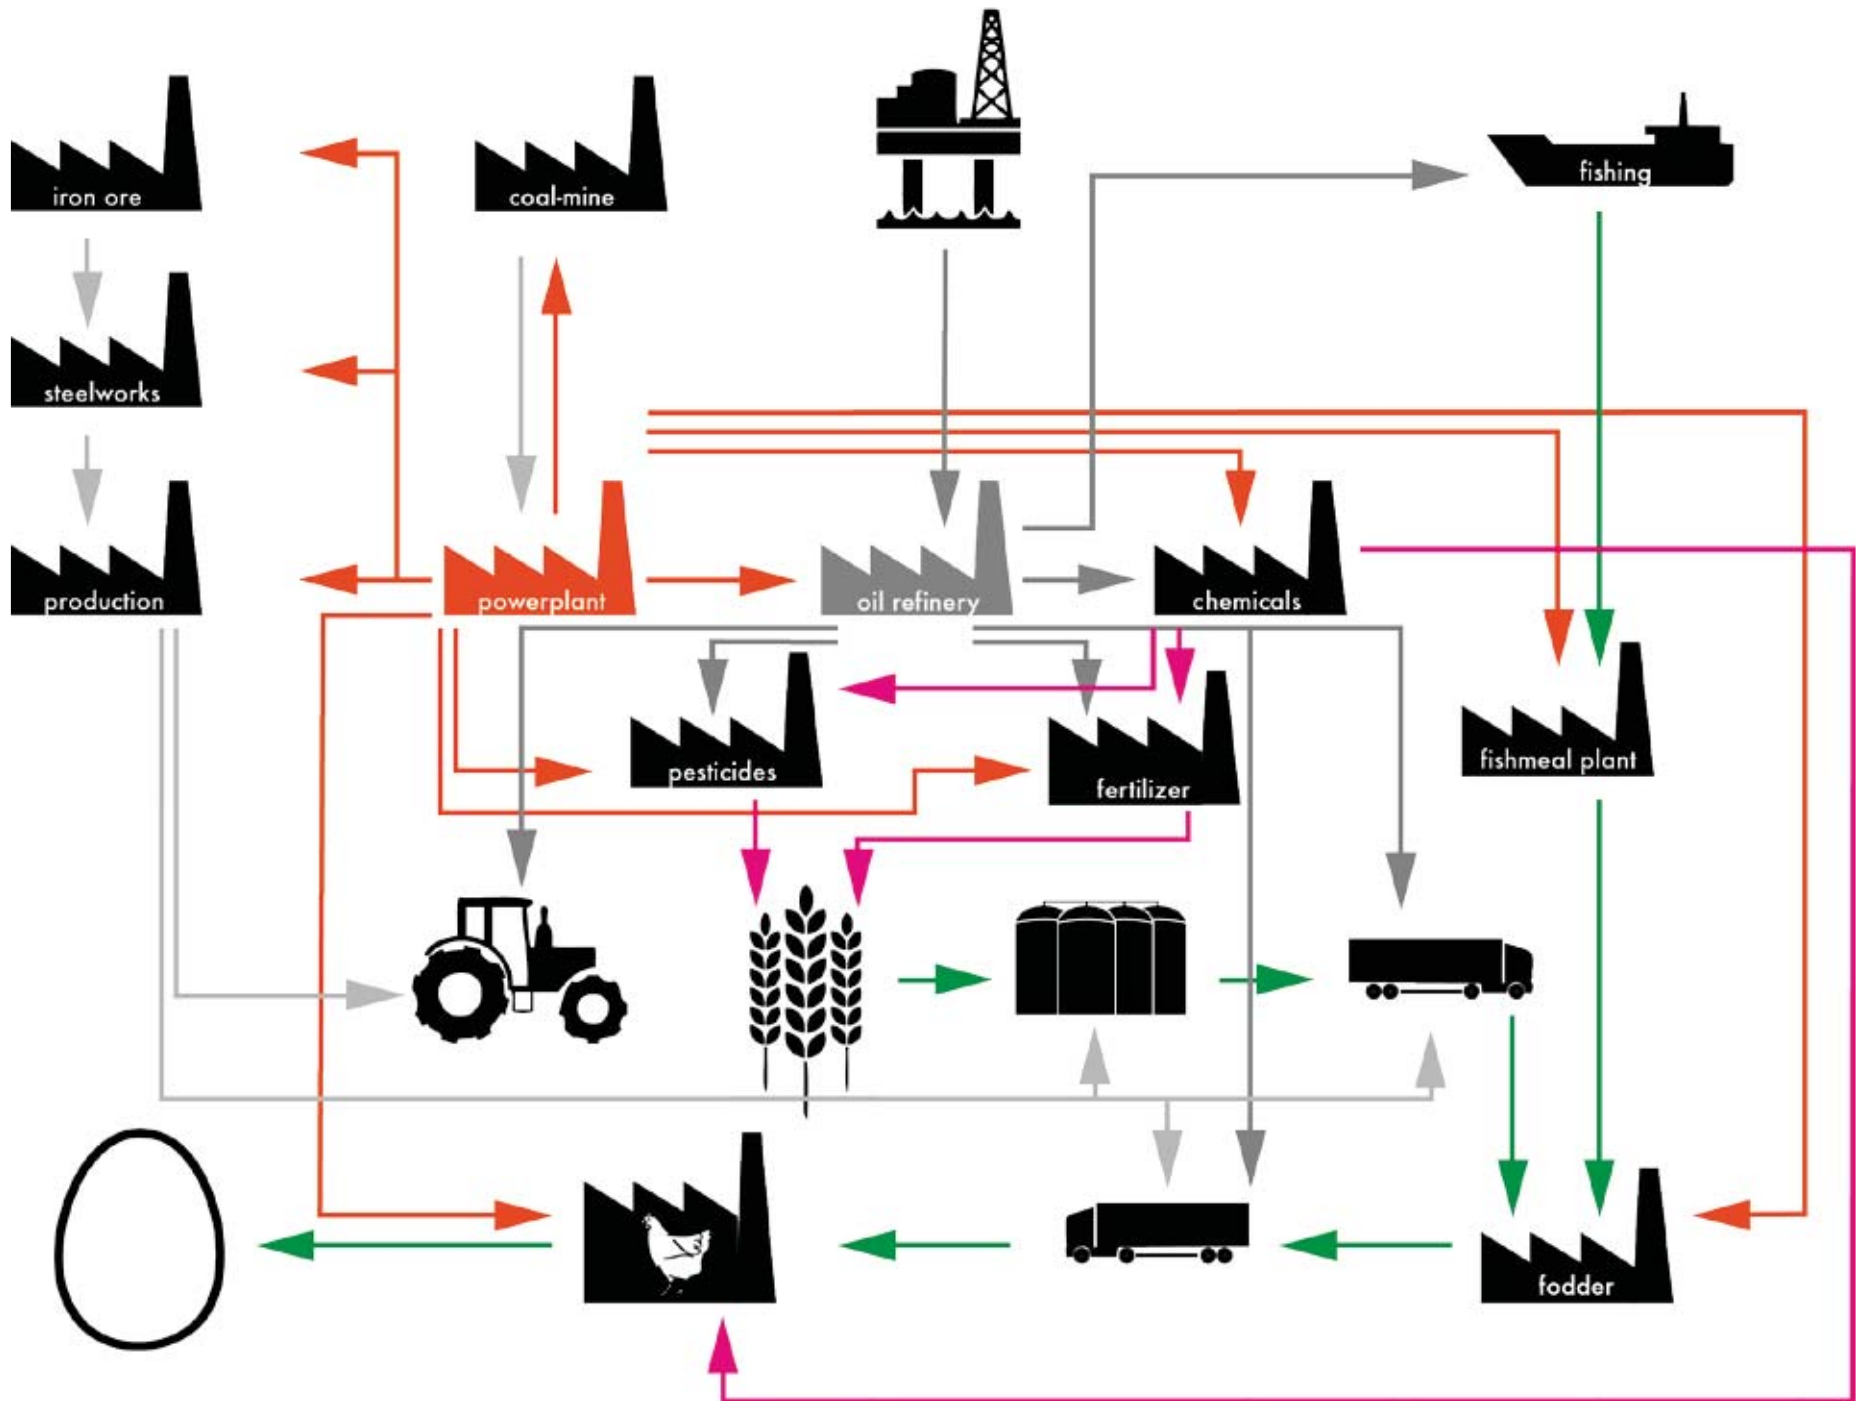 iron ore
coal-mine
fishing
steelworks
production
powerplant
oil refinery
chemicals
pesticides
fertilizer
fishmeal plant
fodder